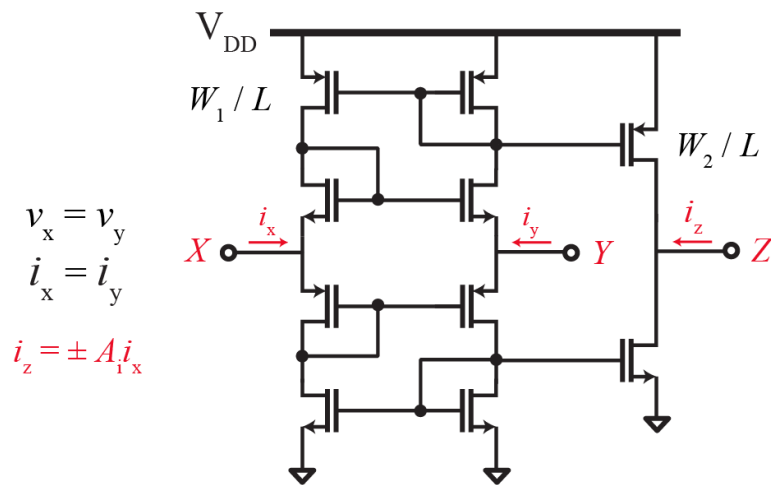 V_DD
W_1 / L
W_2 / L
v_x = v_y
i_x = i_y
i_z = ± A_i i_x
X
i_x
i_y
Y
i_z
Z